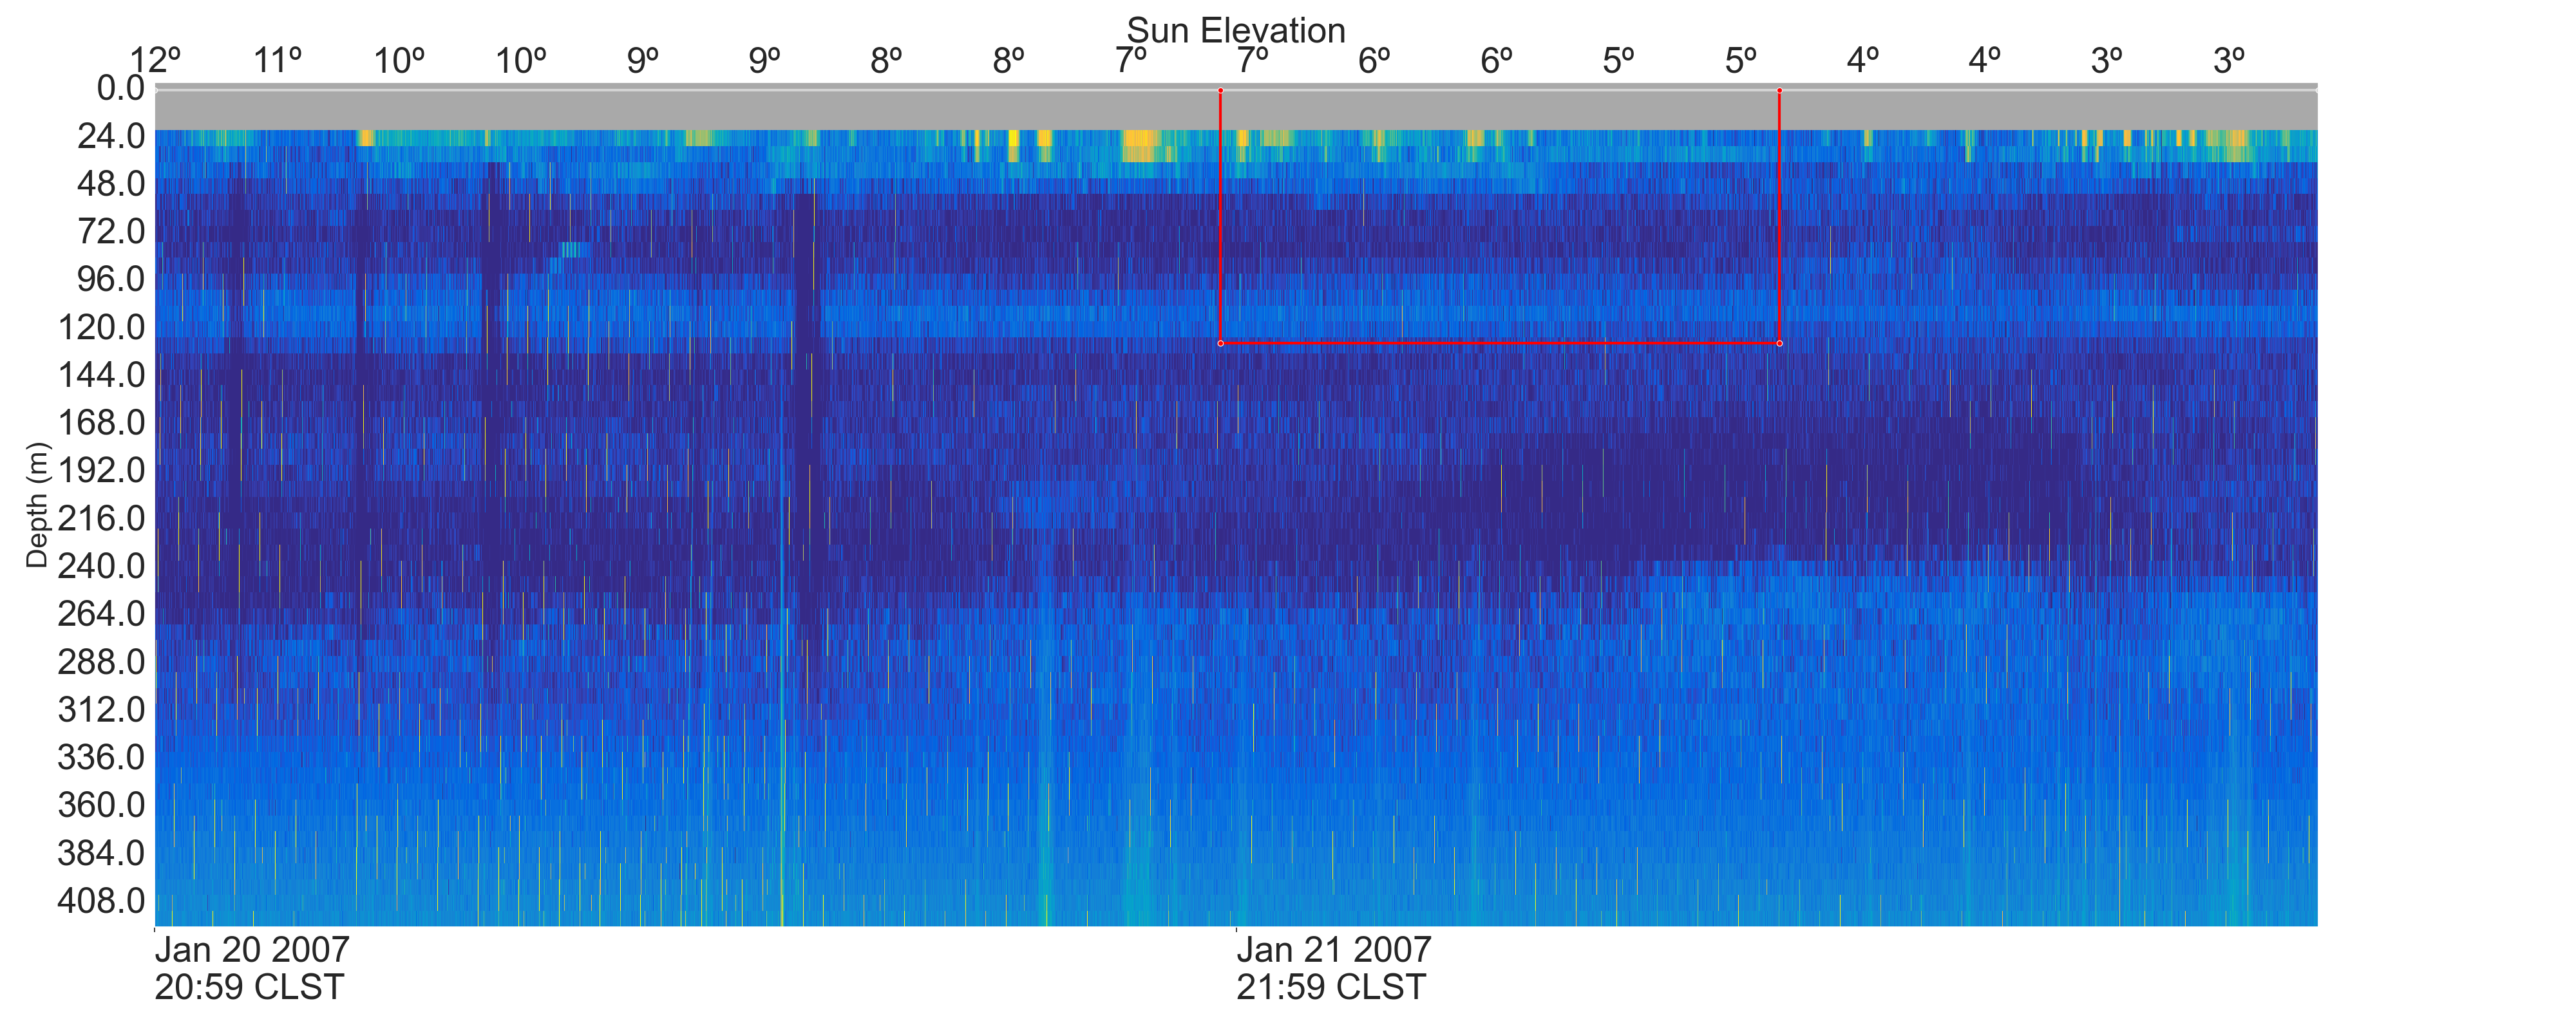 Sun Elevation
12º 11º 10º 10º 9º 9º 8º 8º 7º 7º 6º 6º 5º 5º 4º 4º 3º 3º
0.0
24.0
48.0
72.0
96.0
120.0
144.0
168.0
192.0
216.0
240.0
264.0
288.0
312.0
336.0
360.0
384.0
408.0
Depth (m)
Jan 20 2007
20:59 CLST
Jan 21 2007
21:59 CLST